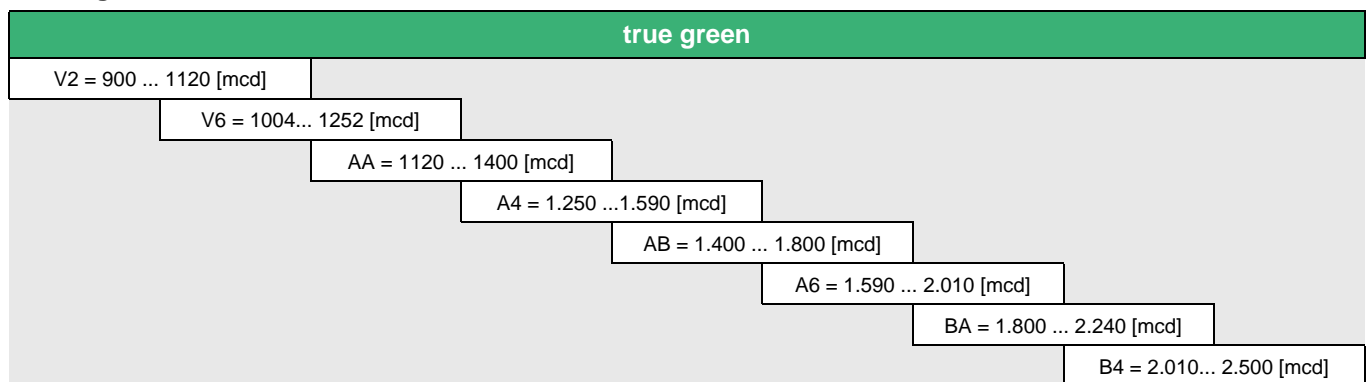 true green
V2 = 900 ... 1120 [mcd]
V6 = 1004... 1252 [mcd]
AA = 1120 ... 1400 [mcd]
A4 = 1.250 ...1.590 [mcd]
AB = 1.400 ... 1.800 [mcd]
A6 = 1.590 ... 2.010 [mcd]
BA = 1.800 ... 2.240 [mcd]
B4 = 2.010... 2.500 [mcd]